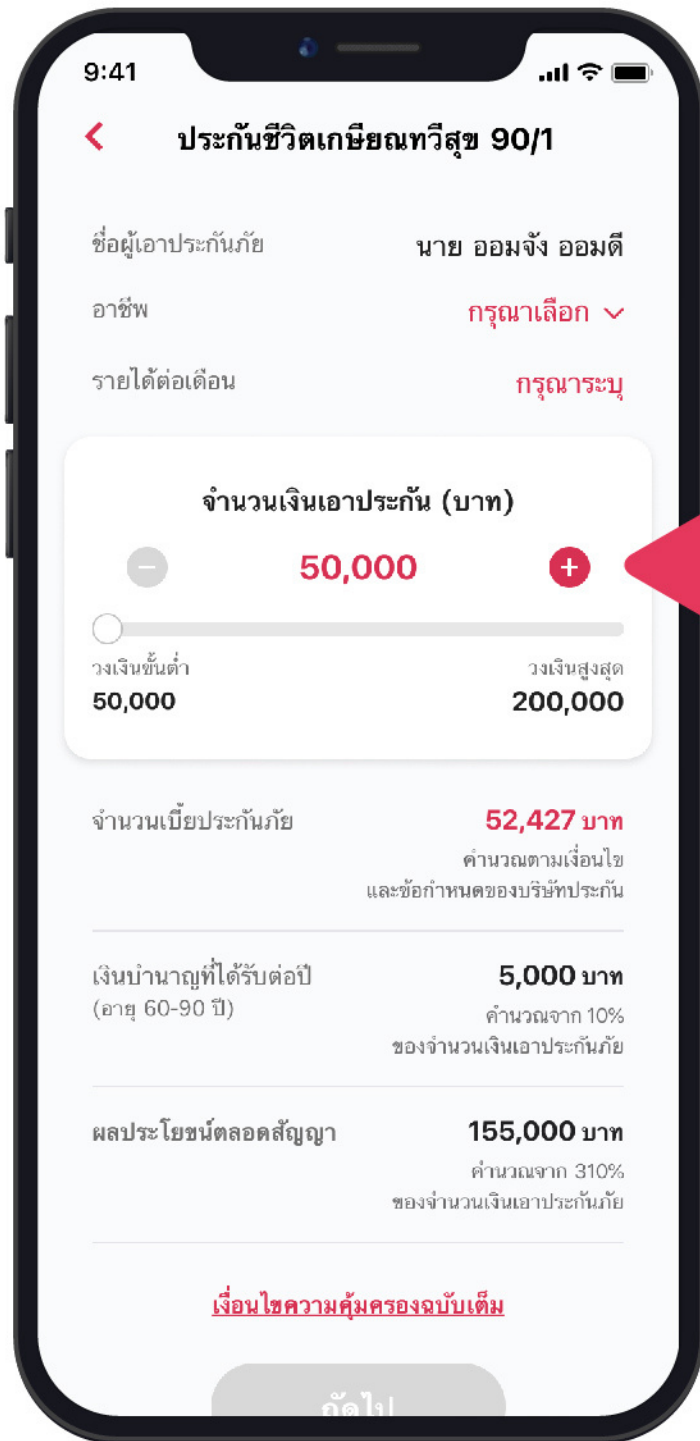 9:41
ประกันชีวิตเกษียณทวีสุข 90/1
ชื่อผู้เอาประกันภัย นาย ออมจัง ออมดี
อาชีพ กรุณาเลือก
รายได้ต่อเดือน กรุณาระบุ
จำนวนเงินเอาประกัน (บาท)
50,000
วงเงินขั้นต่ำ วงเงินสูงสุด
50,000 200,000
จำนวนเบี้ยประกันภัย 52,427 บาท
คำนวณตามเงื่อนไข
และข้อกำหนดของบริษัทประกัน
เงินบำนาญที่ได้รับต่อปี 5,000 บาท
(อายุ 60-90 ปี) คำนวณจาก 10%
ของจำนวนเงินเอาประกันภัย
ผลประโยชน์ตลอดสัญญา 155,000 บาท
คำนวณจาก 310%
ของจำนวนเงินเอาประกันภัย
เงื่อนไขความคุ้มครองฉบับเต็ม
ถัดไป